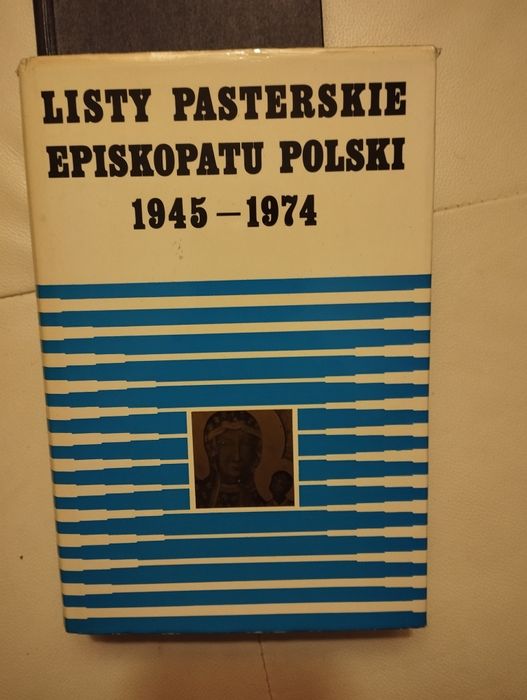 LISTY PASTERSKIE
EPISKOPATU POLSKI
1945 – 1974